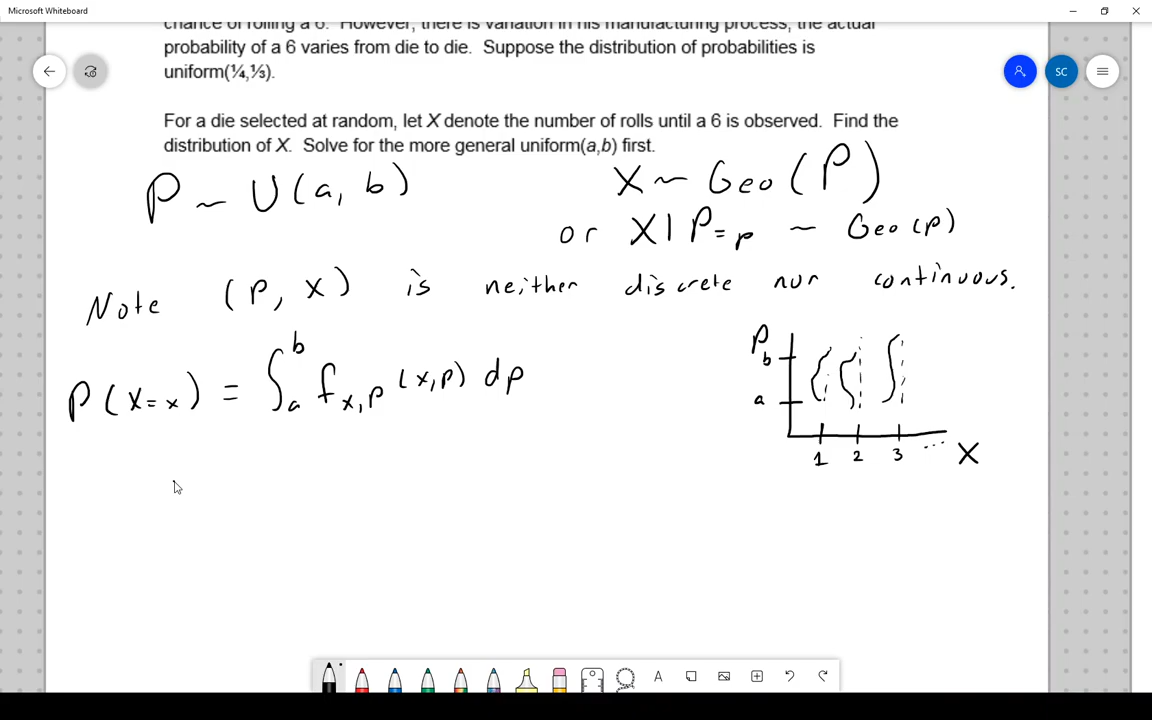 Microsoft Whiteboard
chance of rolling a 6. However, there is variation in his manufacturing process, the actual
probability of a 6 varies from die to die. Suppose the distribution of probabilities is
uniform(¼,⅓).
SC
For a die selected at random, let X denote the number of rolls until a 6 is observed. Find the
distribution of X. Solve for the more general uniform(a,b) first.
P ~ U(a, b)
X ~ Geo(P)
or X|P=p ~ Geo(p)
Note (P, X) is neither discrete nor continuous.
P(X=x) = ∫ₐᵇ f_{X,P}(x,p) dp
P
b
a
1 2 3 ... X
A